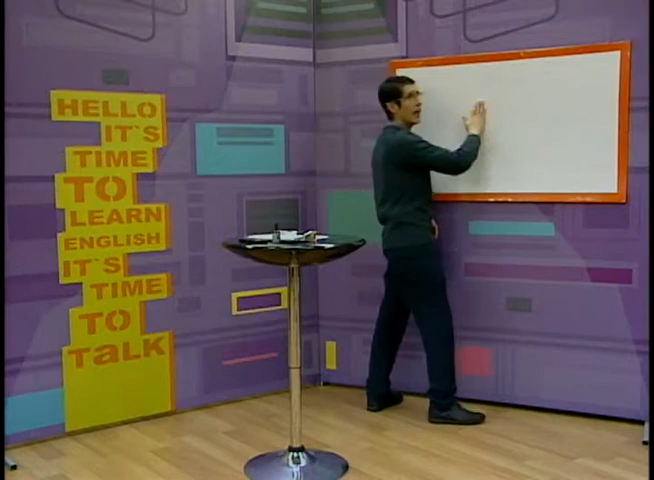 HELLO
IT`S
TIME
TO
LEARN
ENGLISH
IT`S
TIME
TO
TaLK